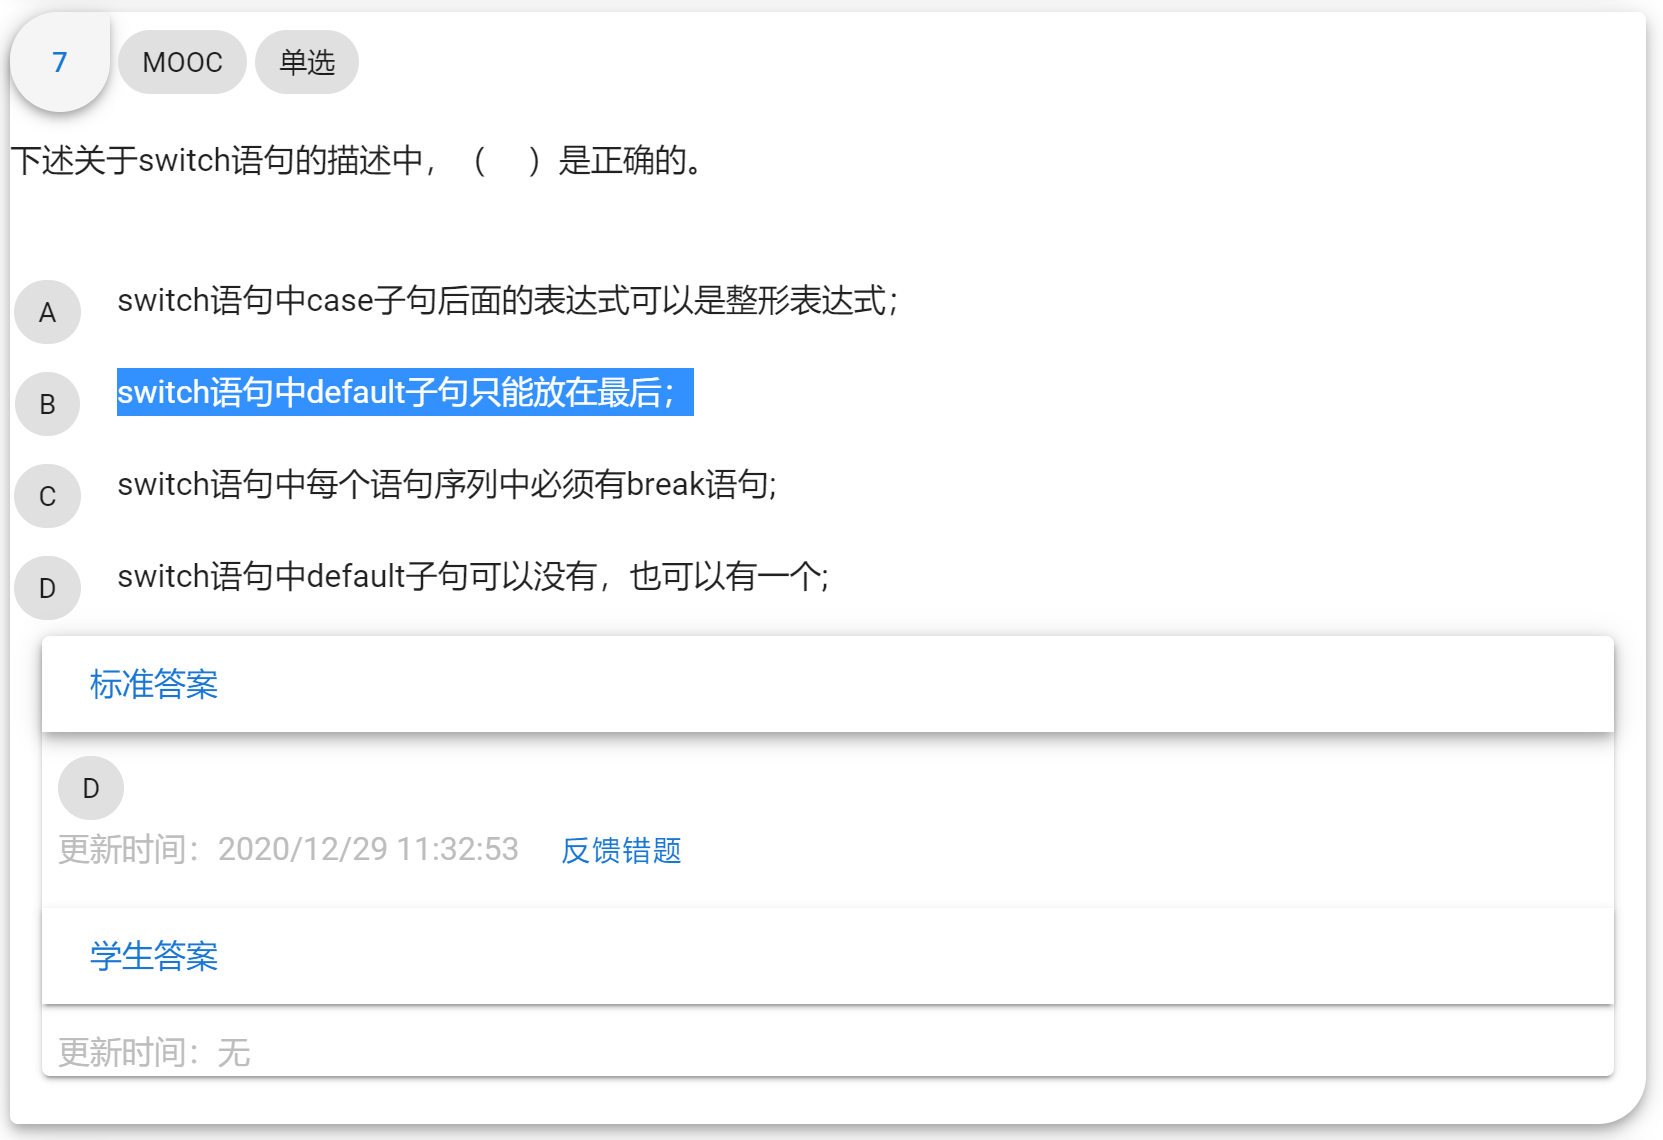 7 MOOC 单选
下述关于switch语句的描述中，（　）是正确的。
A switch语句中case子句后面的表达式可以是整形表达式；
B switch语句中default子句只能放在最后；
C switch语句中每个语句序列中必须有break语句;
D switch语句中default子句可以没有，也可以有一个;
标准答案
D
更新时间：2020/12/29 11:32:53 反馈错题
学生答案
更新时间：无